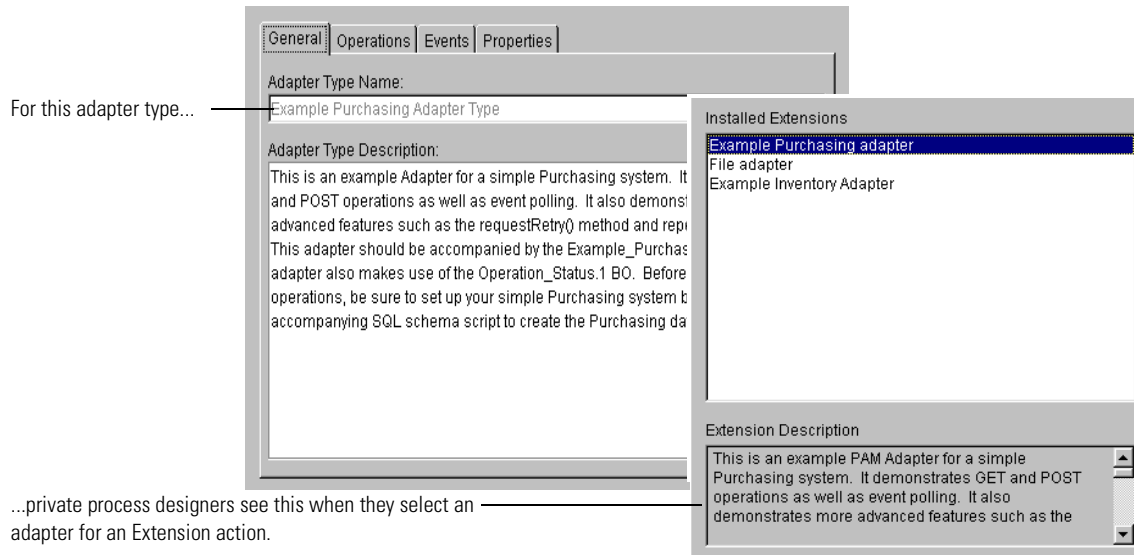 General Operations Events Properties
Adapter Type Name:
For this adapter type...
Example Purchasing Adapter Type
Adapter Type Description:
This is an example Adapter for a simple Purchasing system. It
and POST operations as well as event polling. It also
advanced features such as the requestRetry() method and
This adapter should be accompanied by the
adapter also makes use of the Operation_Status.1 BO. Before
operations, be sure to set up your simple Purchasing system
accompanying SQL schema script to create the Purchasing
Installed Extensions
Example Purchasing adapter
File adapter
Example Inventory Adapter
Extension Description
This is an example PAM Adapter for a simple
Purchasing system. It demonstrates GET and POST
operations as well as event polling. It also
demonstrates more advanced features such as the
...private process designers see this when they select an
adapter for an Extension action.